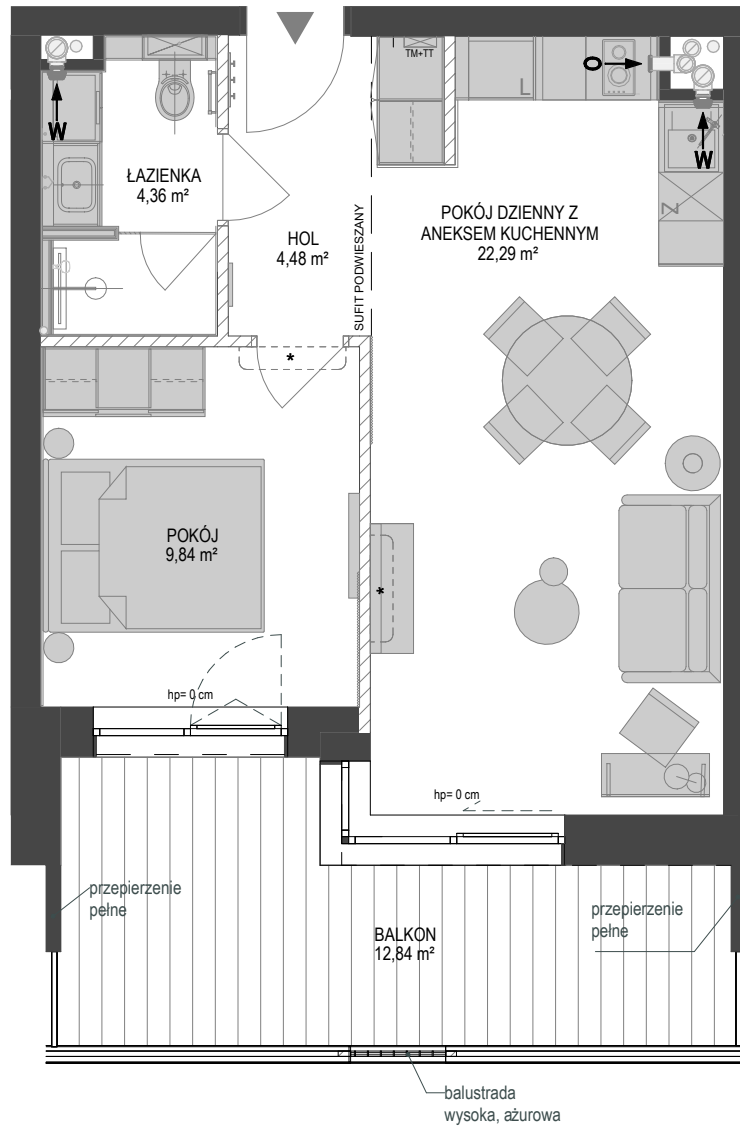 TM+TT
O
L
W
W
ŁAZIENKA
4,36 m²
HOL
4,48 m²
SUFIT PODWIESZANY
POKÓJ DZIENNY Z
ANEKSEM KUCHENNYM
22,29 m²
Z
*
POKÓJ
9,84 m²
*
hp= 0 cm
hp= 0 cm
przepierzenie
pełne
BALKON
12,84 m²
przepierzenie
pełne
balustrada
wysoka, ażurowa